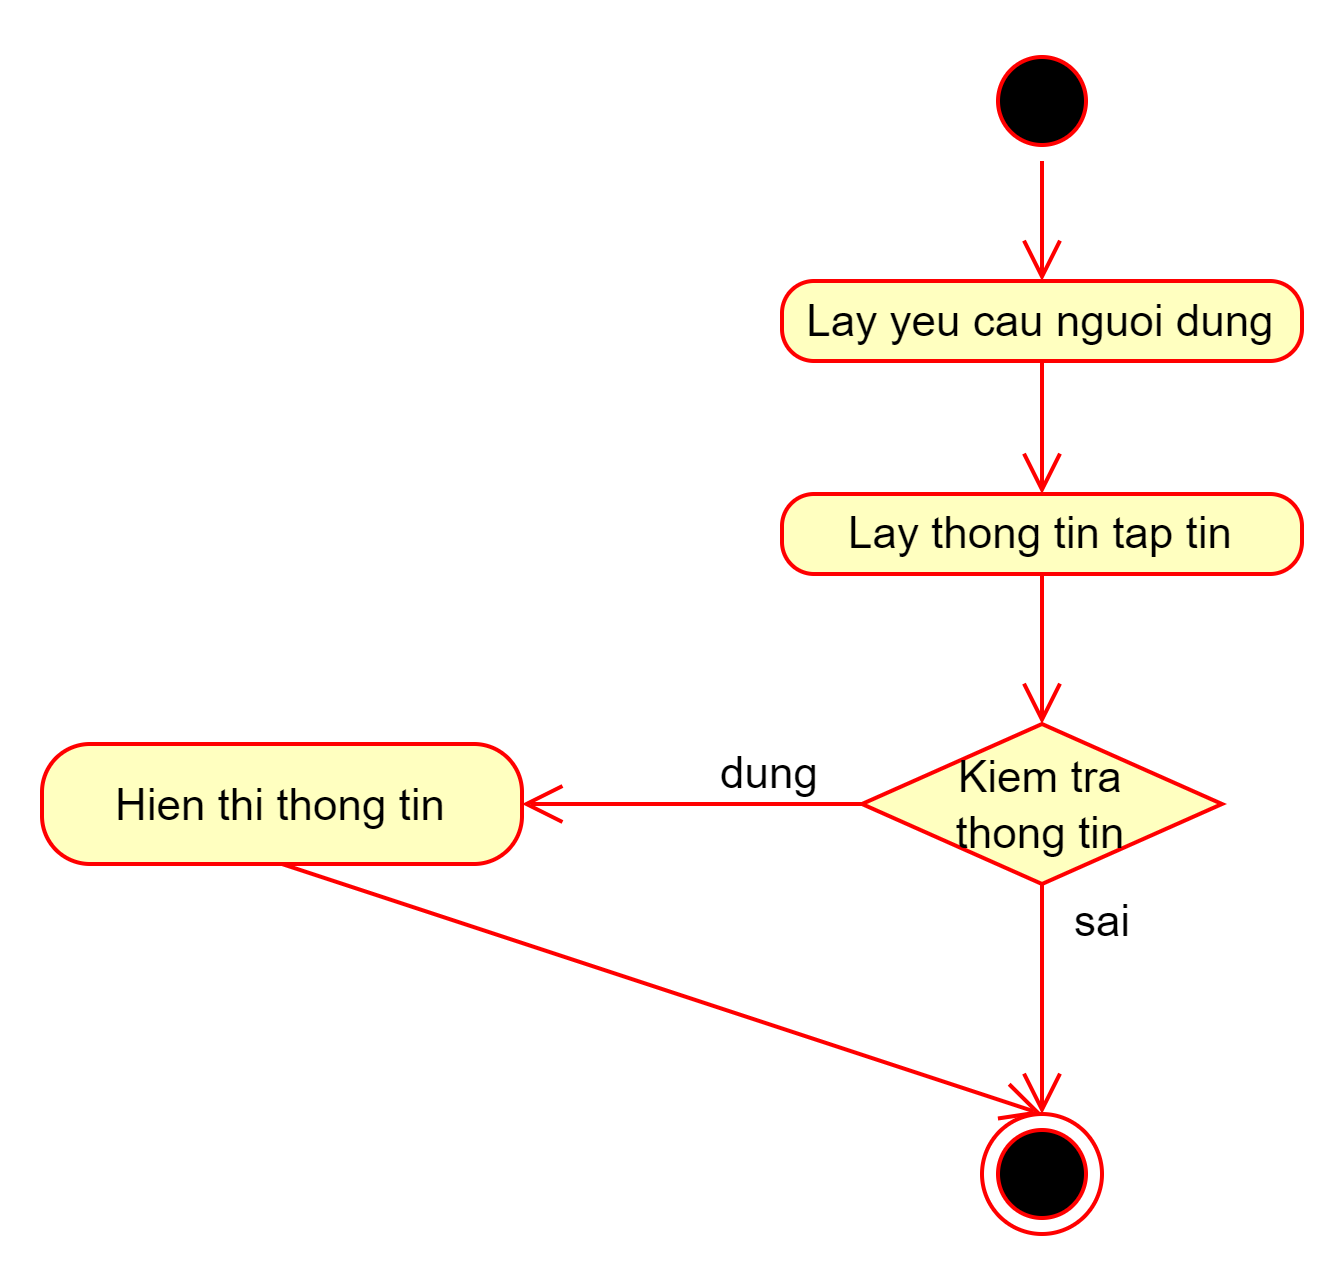 Lay yeu cau nguoi dung
Lay thong tin tap tin
Kiem tra
thong tin
dung
Hien thi thong tin
sai